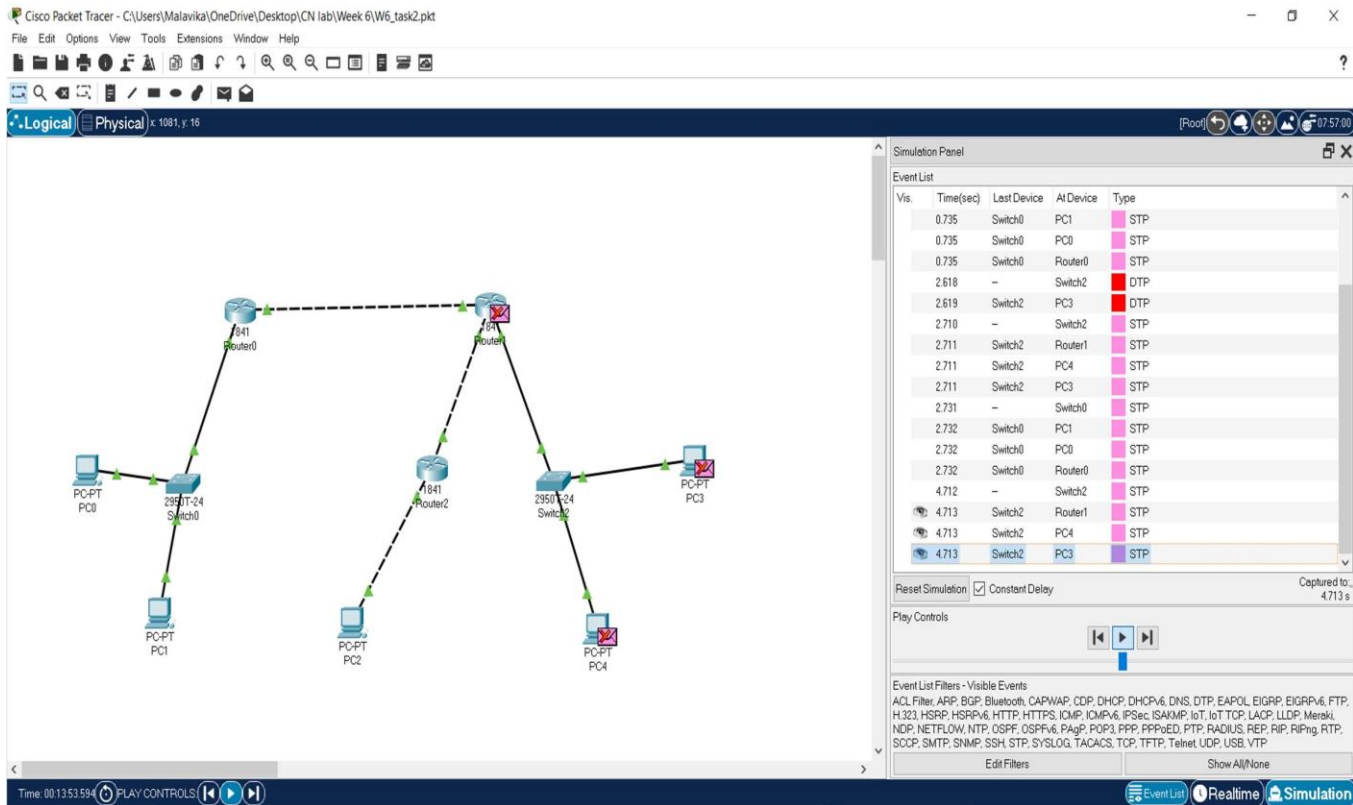 Cisco Packet Tracer - C:\Users\Malavika\OneDrive\Desktop\CN lab\Week 6\W6_task2.pkt
File Edit Options View Tools Extensions Window Help
?
Logical Physical x: 1081, y: 16
[Root] 07:57:00
Simulation Panel
Event List
Vis. Time(sec) Last Device At Device Type
0.735 Switch0 PC1 STP
0.735 Switch0 PC0 STP
0.735 Switch0 Router0 STP
2.618 – Switch2 DTP
2.619 Switch2 PC3 DTP
2.710 – Switch2 STP
2.711 Switch2 Router1 STP
2.711 Switch2 PC4 STP
2.711 Switch2 PC3 STP
2.731 – Switch0 STP
2.732 Switch0 PC1 STP
2.732 Switch0 PC0 STP
2.732 Switch0 Router0 STP
4.712 – Switch2 STP
4.713 Switch2 Router1 STP
4.713 Switch2 PC4 STP
4.713 Switch2 PC3 STP
Reset Simulation Constant Delay
Captured to:
4.713 s
Play Controls
Event List Filters - Visible Events
ACL Filter, ARP, BGP, Bluetooth, CAPWAP, CDP, DHCP, DHCPv6, DNS, DTP, EAPOL, EIGRP, EIGRPv6, FTP,
H.323, HSRP, HSRPv6, HTTP, HTTPS, ICMP, ICMPv6, IPSec, ISAKMP, IoT, IoT TCP, LACP, LLDP, Meraki,
NDP, NETFLOW, NTP, OSPF, OSPFv6, PAgP, POP3, PPP, PPPoED, PTP, RADIUS, REP, RIP, RIPng, RTP,
SCCP, SMTP, SNMP, SSH, STP, SYSLOG, TACACS, TCP, TFTP, Telnet, UDP, USB, VTP
Edit Filters Show All/None
1841
Router0
184
Router1
PC-PT
PC0
2950T-24
Switch0
1841
Router2
2950T-24
Switch2
PC-PT
PC3
PC-PT
PC1
PC-PT
PC2
PC-PT
PC4
Time: 00:13:53.594 PLAY CONTROLS:
Event List Realtime Simulation